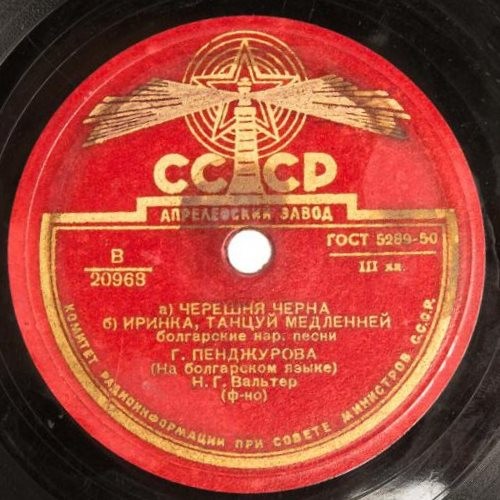 СССР
АПРЕЛЕВСКИЙ ЗАВОД
ГОСТ 5289-50
В
20963
III кл.
а) ЧЕРЕШНЯ ЧЕРНА
б) ИРИНКА, ТАНЦУЙ МЕДЛЕННЕЙ
болгарские нар. песни
Г. ПЕНДЖУРОВА
(На болгарском языке)
Н. Г. Вальтер
(ф-но)
КОМИТЕТ РАДИОИНФОРМАЦИИ ПРИ СОВЕТЕ МИНИСТРОВ С.С.С.Р.